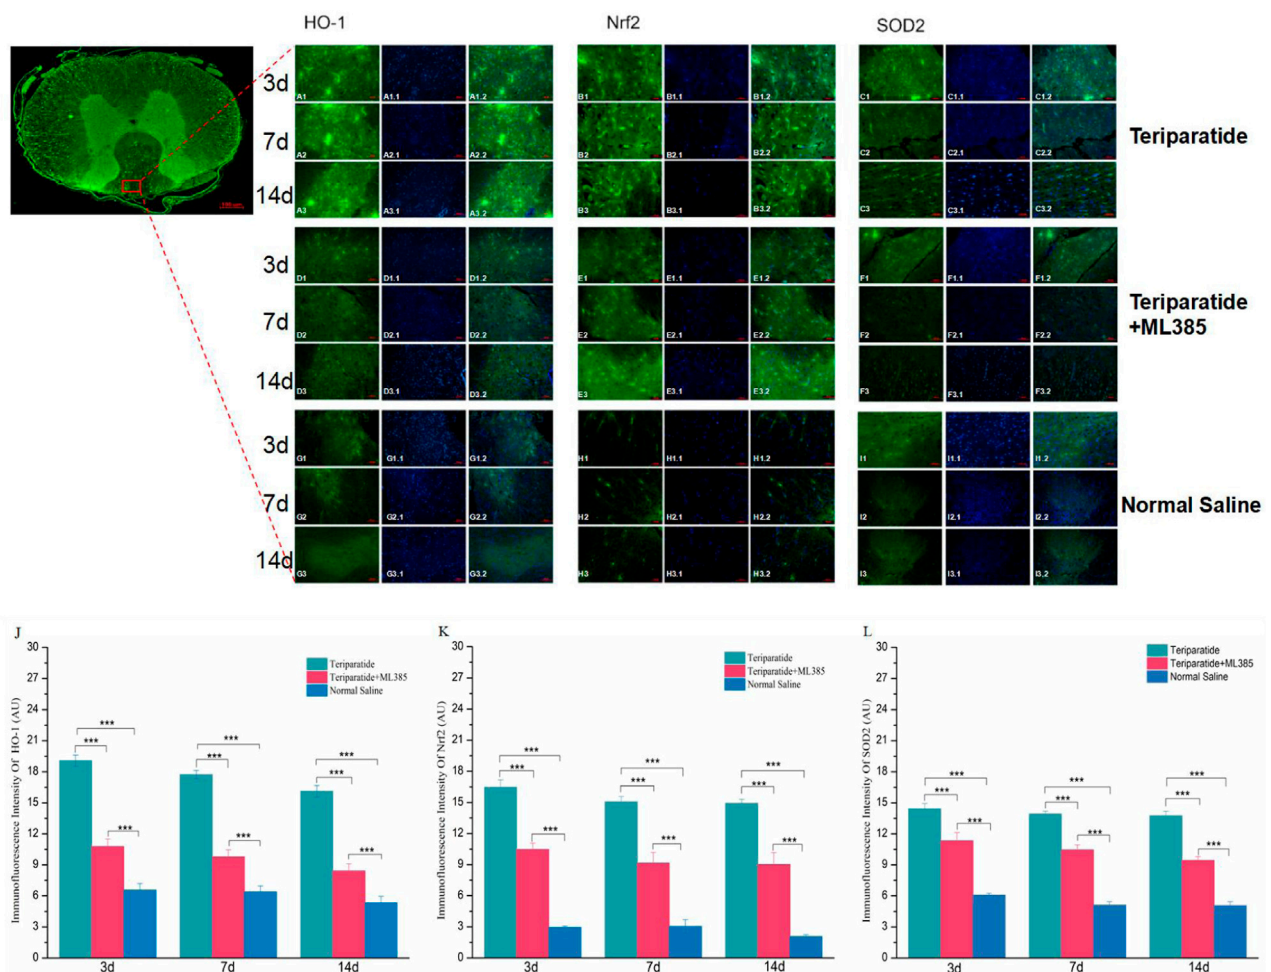 HO-1 Nrf2 SOD2
3d
A1 A1.1 A1.2 B1 B1.1 B1.2 C1 C1.1 C1.2
7d
A2 A2.1 A2.2 B2 B2.1 B2.2 C2 C2.1 C2.2
Teriparatide
14d
A3 A3.1 A3.2 B3 B3.1 B3.2 C3 C3.1 C3.2
3d
D1 D1.1 D1.2 E1 E1.1 E1.2 F1 F1.1 F1.2
7d
D2 D2.1 D2.2 E2 E2.1 E2.2 F2 F2.1 F2.2
Teriparatide
+ML385
14d
D3 D3.1 D3.2 E3 E3.1 E3.2 F3 F3.1 F3.2
3d
G1 G1.1 G1.2 H1 H1.1 H1.2 I1 I1.1 I1.2
7d
G2 G2.1 G2.2 H2 H2.1 H2.2 I2 I2.1 I2.2
Normal Saline
14d
G3 G3.1 G3.2 H3 H3.1 H3.2 I3 I3.1 I3.2
J
Immunofluorescence Intensity Of HO-1 (AU)
30
27
24
21
18
15
12
9
6
3
0
Teriparatide
Teriparatide+ML385
Normal Saline
*** *** ***
*** *** ***
*** *** ***
3d 7d 14d
K
Immunofluorescence Intensity Of Nrf2 (AU)
30
27
24
21
18
15
12
9
6
3
0
Teriparatide
Teriparatide+ML385
Normal Saline
*** *** ***
*** *** ***
*** *** ***
3d 7d 14d
L
Immunofluorescence Intensity Of SOD2 (AU)
30
27
24
21
18
15
12
9
6
3
0
Teriparatide
Teriparatide+ML385
Normal Saline
*** *** ***
*** *** ***
*** *** ***
3d 7d 14d